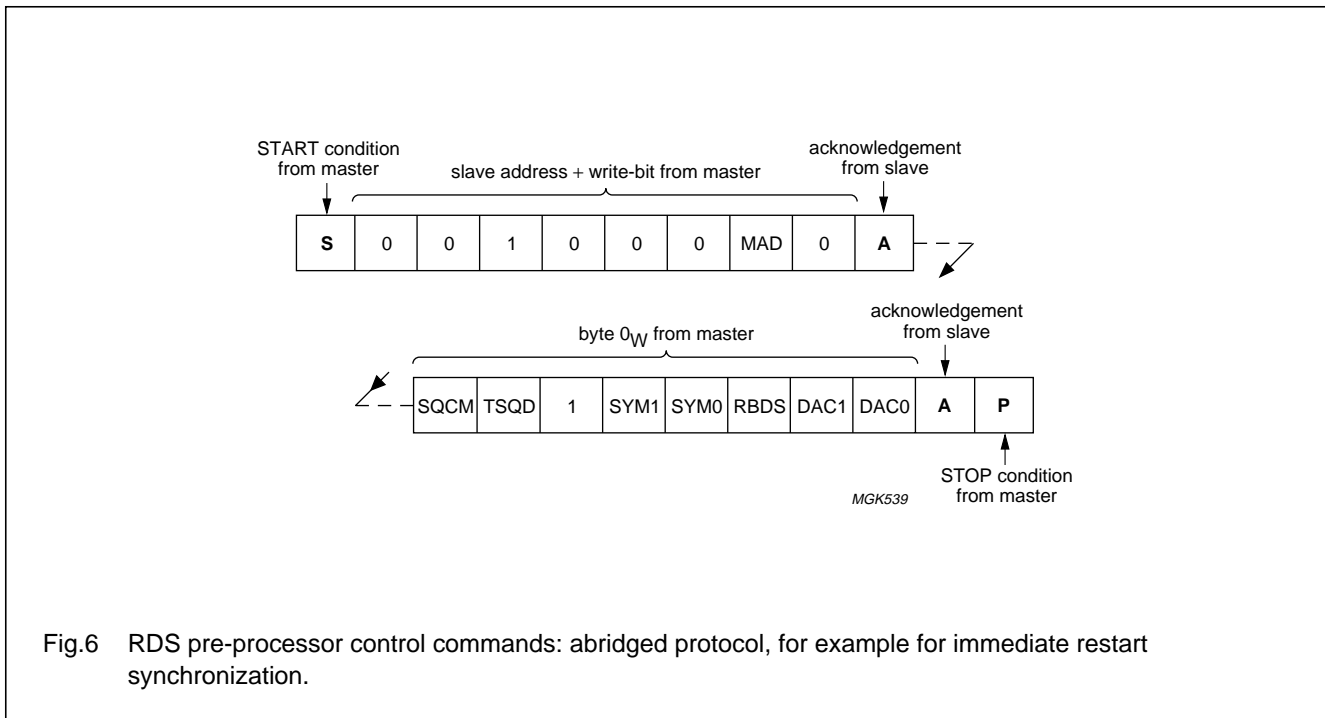 START condition
from master
slave address + write-bit from master
acknowledgement
from slave
S 0 0 1 0 0 0 MAD 0 A
byte 0W from master
acknowledgement
from slave
SQCM TSQD 1 SYM1 SYM0 RBDS DAC1 DAC0 A P
STOP condition
from master
MGK539
Fig.6 RDS pre-processor control commands: abridged protocol, for example for immediate restart
synchronization.